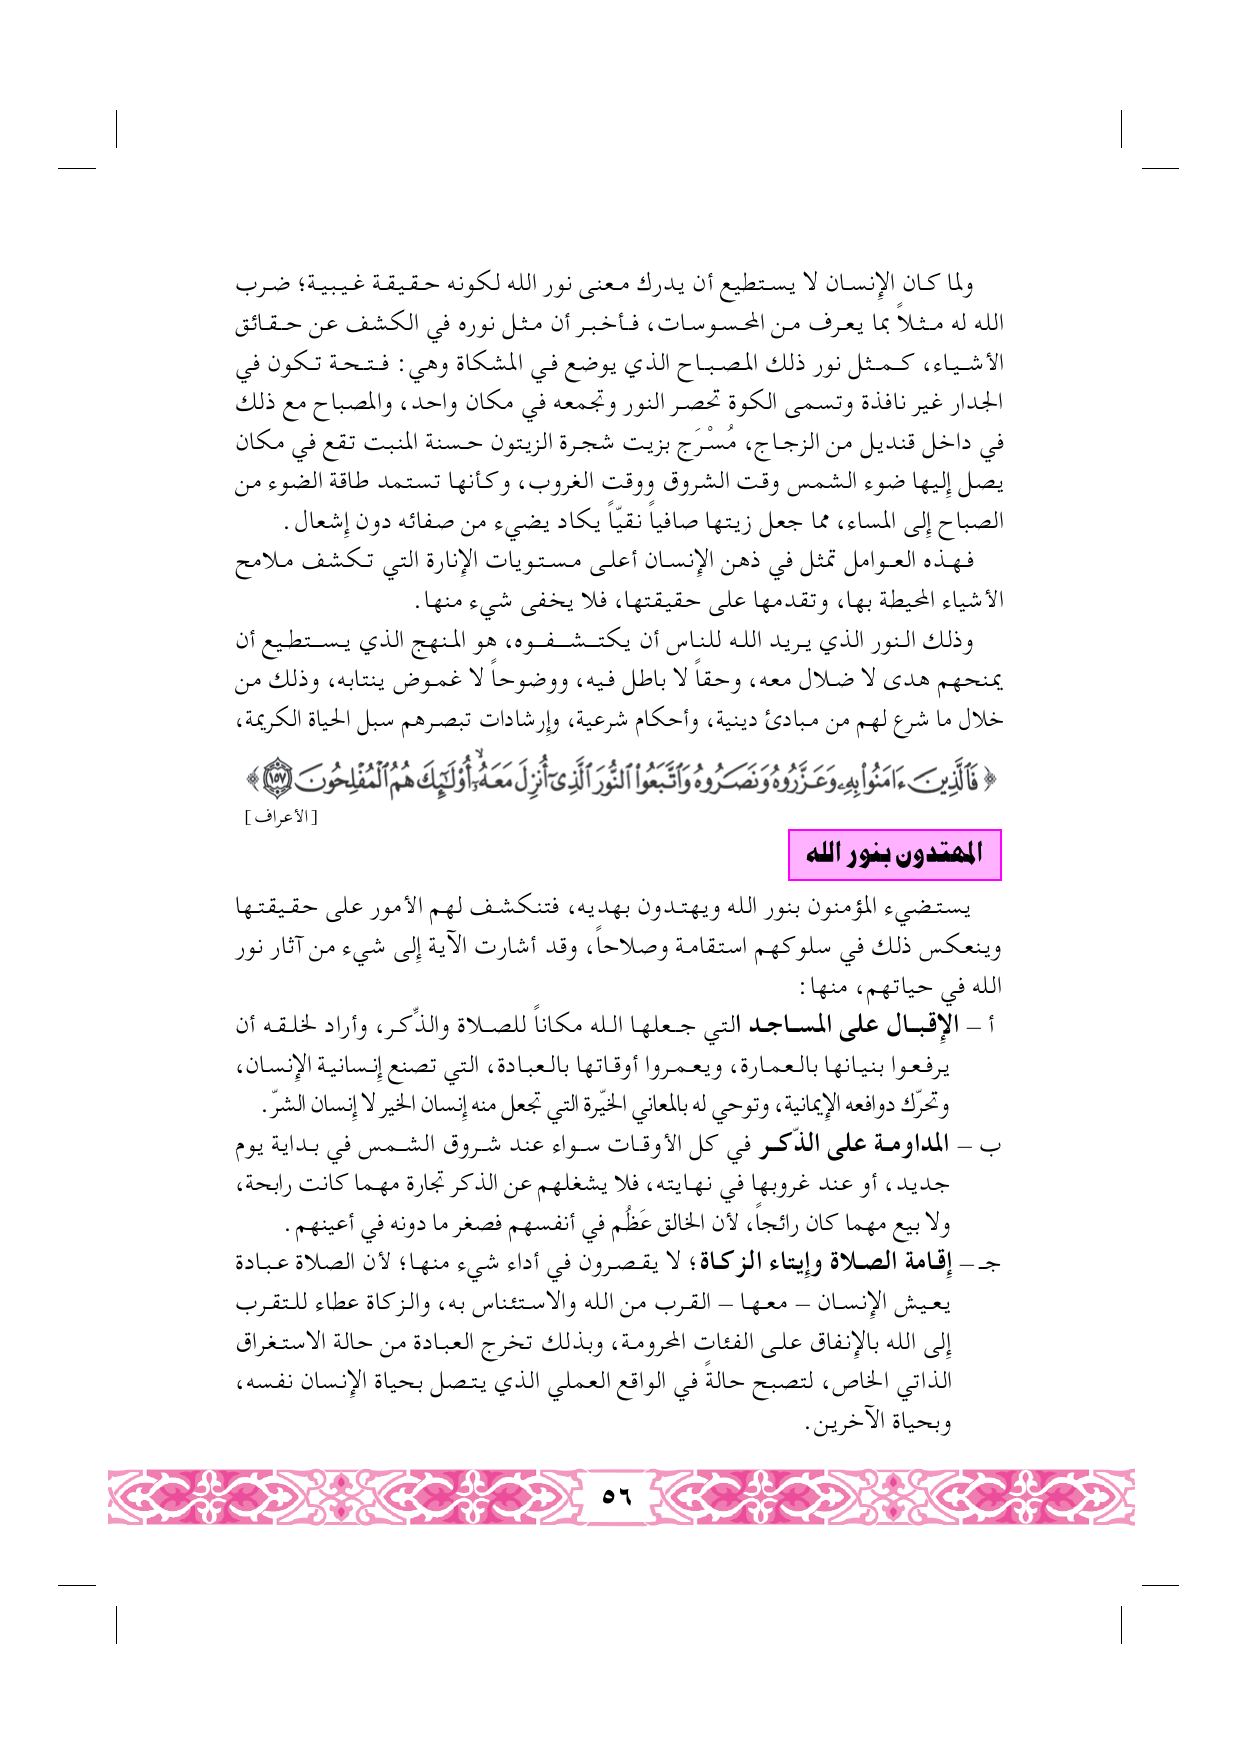 ولما كان الإنسان لا يستطيع أن يدرك معنى نور الله لكونه حقيقة غيبية؛ ضرب
الله له مثلاً بما يعرف من المحسوسات، فأخبر أن مثل نوره في الكشف عن حقائق
الأشياء، كمثل نور ذلك المصباح الذي يوضع في المشكاة وهي: فتحة تكون في
الجدار غير نافذة وتسمى الكوة تحصر النور وتجمعه في مكان واحد، والمصباح مع ذلك
في داخل قنديل من الزجاج، مُسْرَج بزيت شجرة الزيتون حسنة المنبت تقع في مكان
يصل إليها ضوء الشمس وقت الشروق ووقت الغروب، وكأنها تستمد طاقة الضوء من
الصباح إلى المساء، مما جعل زيتها صافياً نقيّاً يكاد يضيء من صفائه دون إشعال.
فهذه العوامل تمثل في ذهن الإنسان أعلى مستويات الإنارة التي تكشف ملامح
الأشياء المحيطة بها، وتقدمها على حقيقتها، فلا يخفى شيء منها.
وذلك النور الذي يريد الله للناس أن يكتشفوه، هو المنهج الذي يستطيع أن
يمنحهم هدى لا ضلال معه، وحقاً لا باطل فيه، ووضوحاً لا غموض ينتابه، وذلك من
خلال ما شرع لهم من مبادئ دينية، وأحكام شرعية، وإرشادات تبصرهم سبل الحياة الكريمة،
﴿ فَٱلَّذِينَ ءَامَنُواْ بِهِۦ وَعَزَّرُوهُ وَنَصَرُوهُ وَٱتَّبَعُواْ ٱلنُّورَ ٱلَّذِىٓ أُنزِلَ مَعَهُۥٓۙ أُوْلَٰٓئِكَ هُمُ ٱلْمُفْلِحُونَ ١٥٧ ﴾
[الأعراف]
المهتدون بنور الله
يستضيء المؤمنون بنور الله ويهتدون بهديه، فتنكشف لهم الأمور على حقيقتها
وينعكس ذلك في سلوكهم استقامة وصلاحاً، وقد أشارت الآية إلى شيء من آثار نور
الله في حياتهم، منها:
أ – الإقبال على المساجد التي جعلها الله مكاناً للصلاة والذِّكر، وأراد لخلقه أن
يرفعوا بنيانها بالعمارة، ويعمروا أوقاتها بالعبادة، التي تصنع إنسانية الإنسان،
وتحرّك دوافعه الإيمانية، وتوحي له بالمعاني الخيّرة التي تجعل منه إنسان الخير لا إنسان الشرّ.
ب – المداومة على الذّكر في كل الأوقات سواء عند شروق الشمس في بداية يوم
جديد، أو عند غروبها في نهايته، فلا يشغلهم عن الذكر تجارة مهما كانت رابحة،
ولا بيع مهما كان رائجاً، لأن الخالق عَظُم في أنفسهم فصغر ما دونه في أعينهم.
جـ – إقامة الصلاة وإيتاء الزكاة؛ لا يقصرون في أداء شيء منها؛ لأن الصلاة عبادة
يعيش الإنسان – معها – القرب من الله والاستئناس به، والزكاة عطاء للتقرب
إلى الله بالإنفاق على الفئات المحرومة، وبذلك تخرج العبادة من حالة الاستغراق
الذاتي الخاص، لتصبح حالةً في الواقع العملي الذي يتصل بحياة الإنسان نفسه،
وبحياة الآخرين.
٥٦